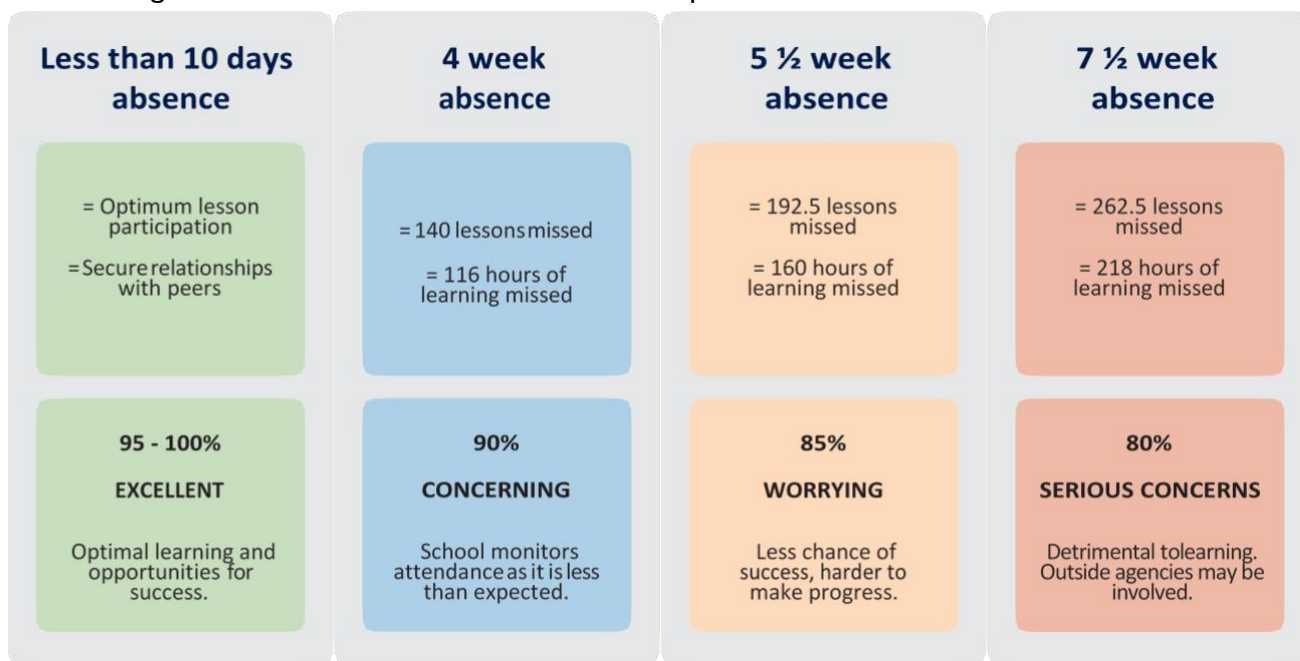 Less than 10 days
absence
= Optimum lesson
participation
= Secure relationships
with peers
95 - 100%
EXCELLENT
Optimal learning and
opportunities for
success.
4 week
absence
= 140 lessons missed
= 116 hours of
learning missed
90%
CONCERNING
School monitors
attendance as it is less
than expected.
5 ½ week
absence
= 192.5 lessons
missed
= 160 hours of
learning missed
85%
WORRYING
Less chance of
success, harder to
make progress.
7 ½ week
absence
= 262.5 lessons
missed
= 218 hours of
learning missed
80%
SERIOUS CONCERNS
Detrimental tolearning.
Outside agencies may be
involved.